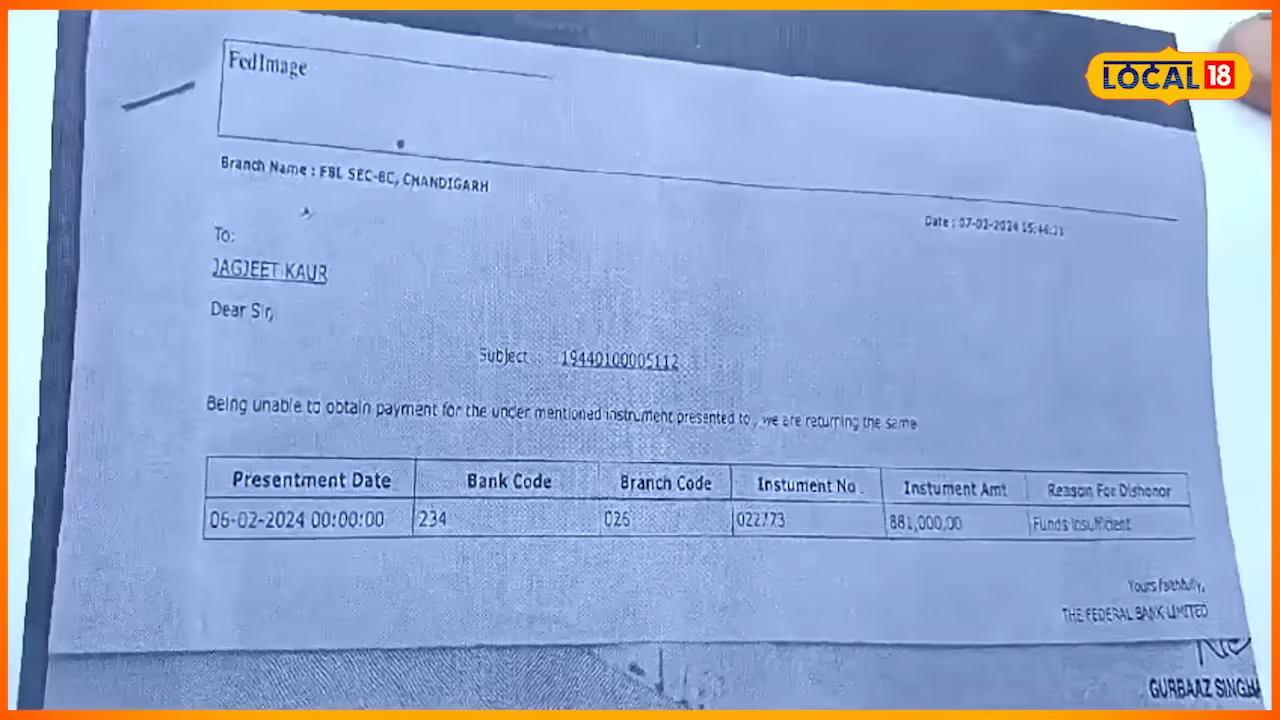 LOCAL 18
FedImage
Branch Name : FBL SEC-8C, CHANDIGARH
Date : 07-02-2024 15:46:21
To:
JAGJEET KAUR
Dear Sir,
Subject : 19440100005112
Being unable to obtain payment for the under mentioned instrument presented to , we are returning the same
Presentment Date Bank Code Branch Code Instument No . Instument Amt Reason For Dishonor
06-02-2024 00:00:00 234 026 022773 881,000.00 Funds Insufficient
Yours faithfully,
THE FEDERAL BANK LIMITED
GURBAAZ SINGH